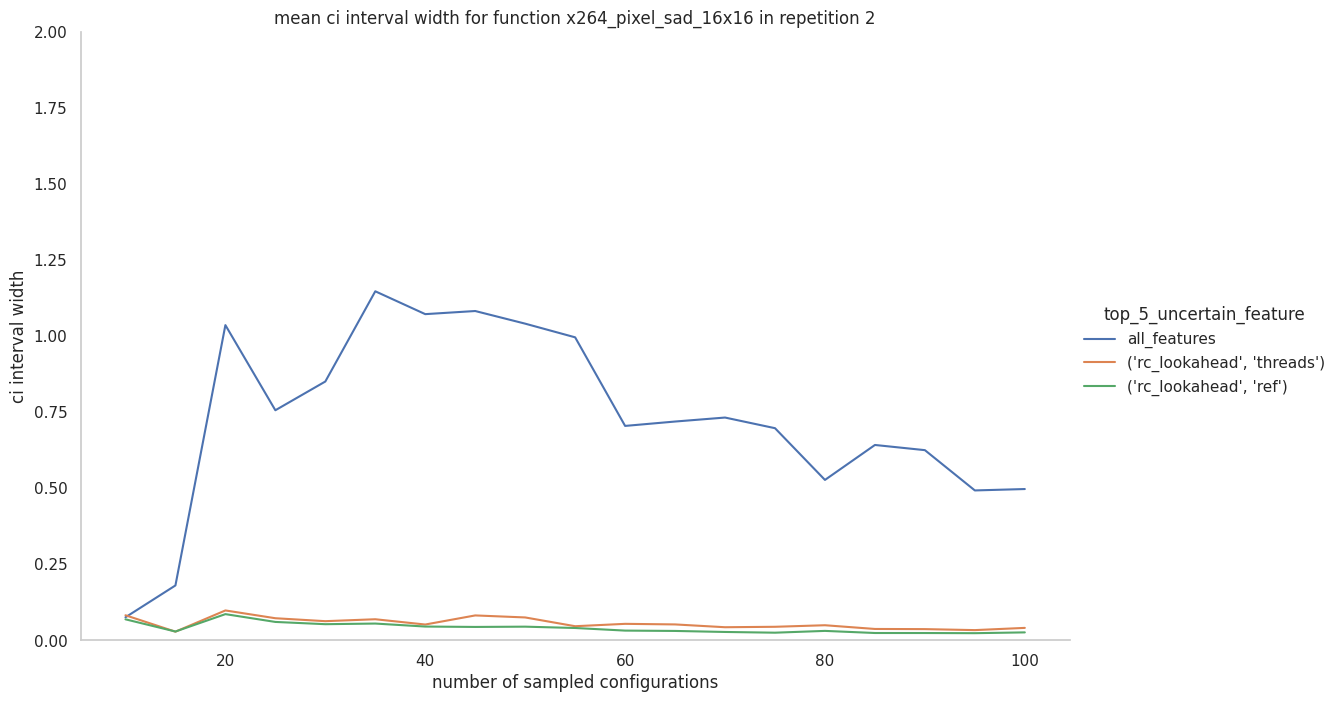 mean ci interval width for function x264_pixel_sad_16x16 in repetition 2
2.00
1.75
1.50
1.25
1.00
0.75
0.50
0.25
0.00
ci interval width
20
40
60
80
100
number of sampled configurations
top_5_uncertain_feature
all_features
('rc_lookahead', 'threads')
('rc_lookahead', 'ref')